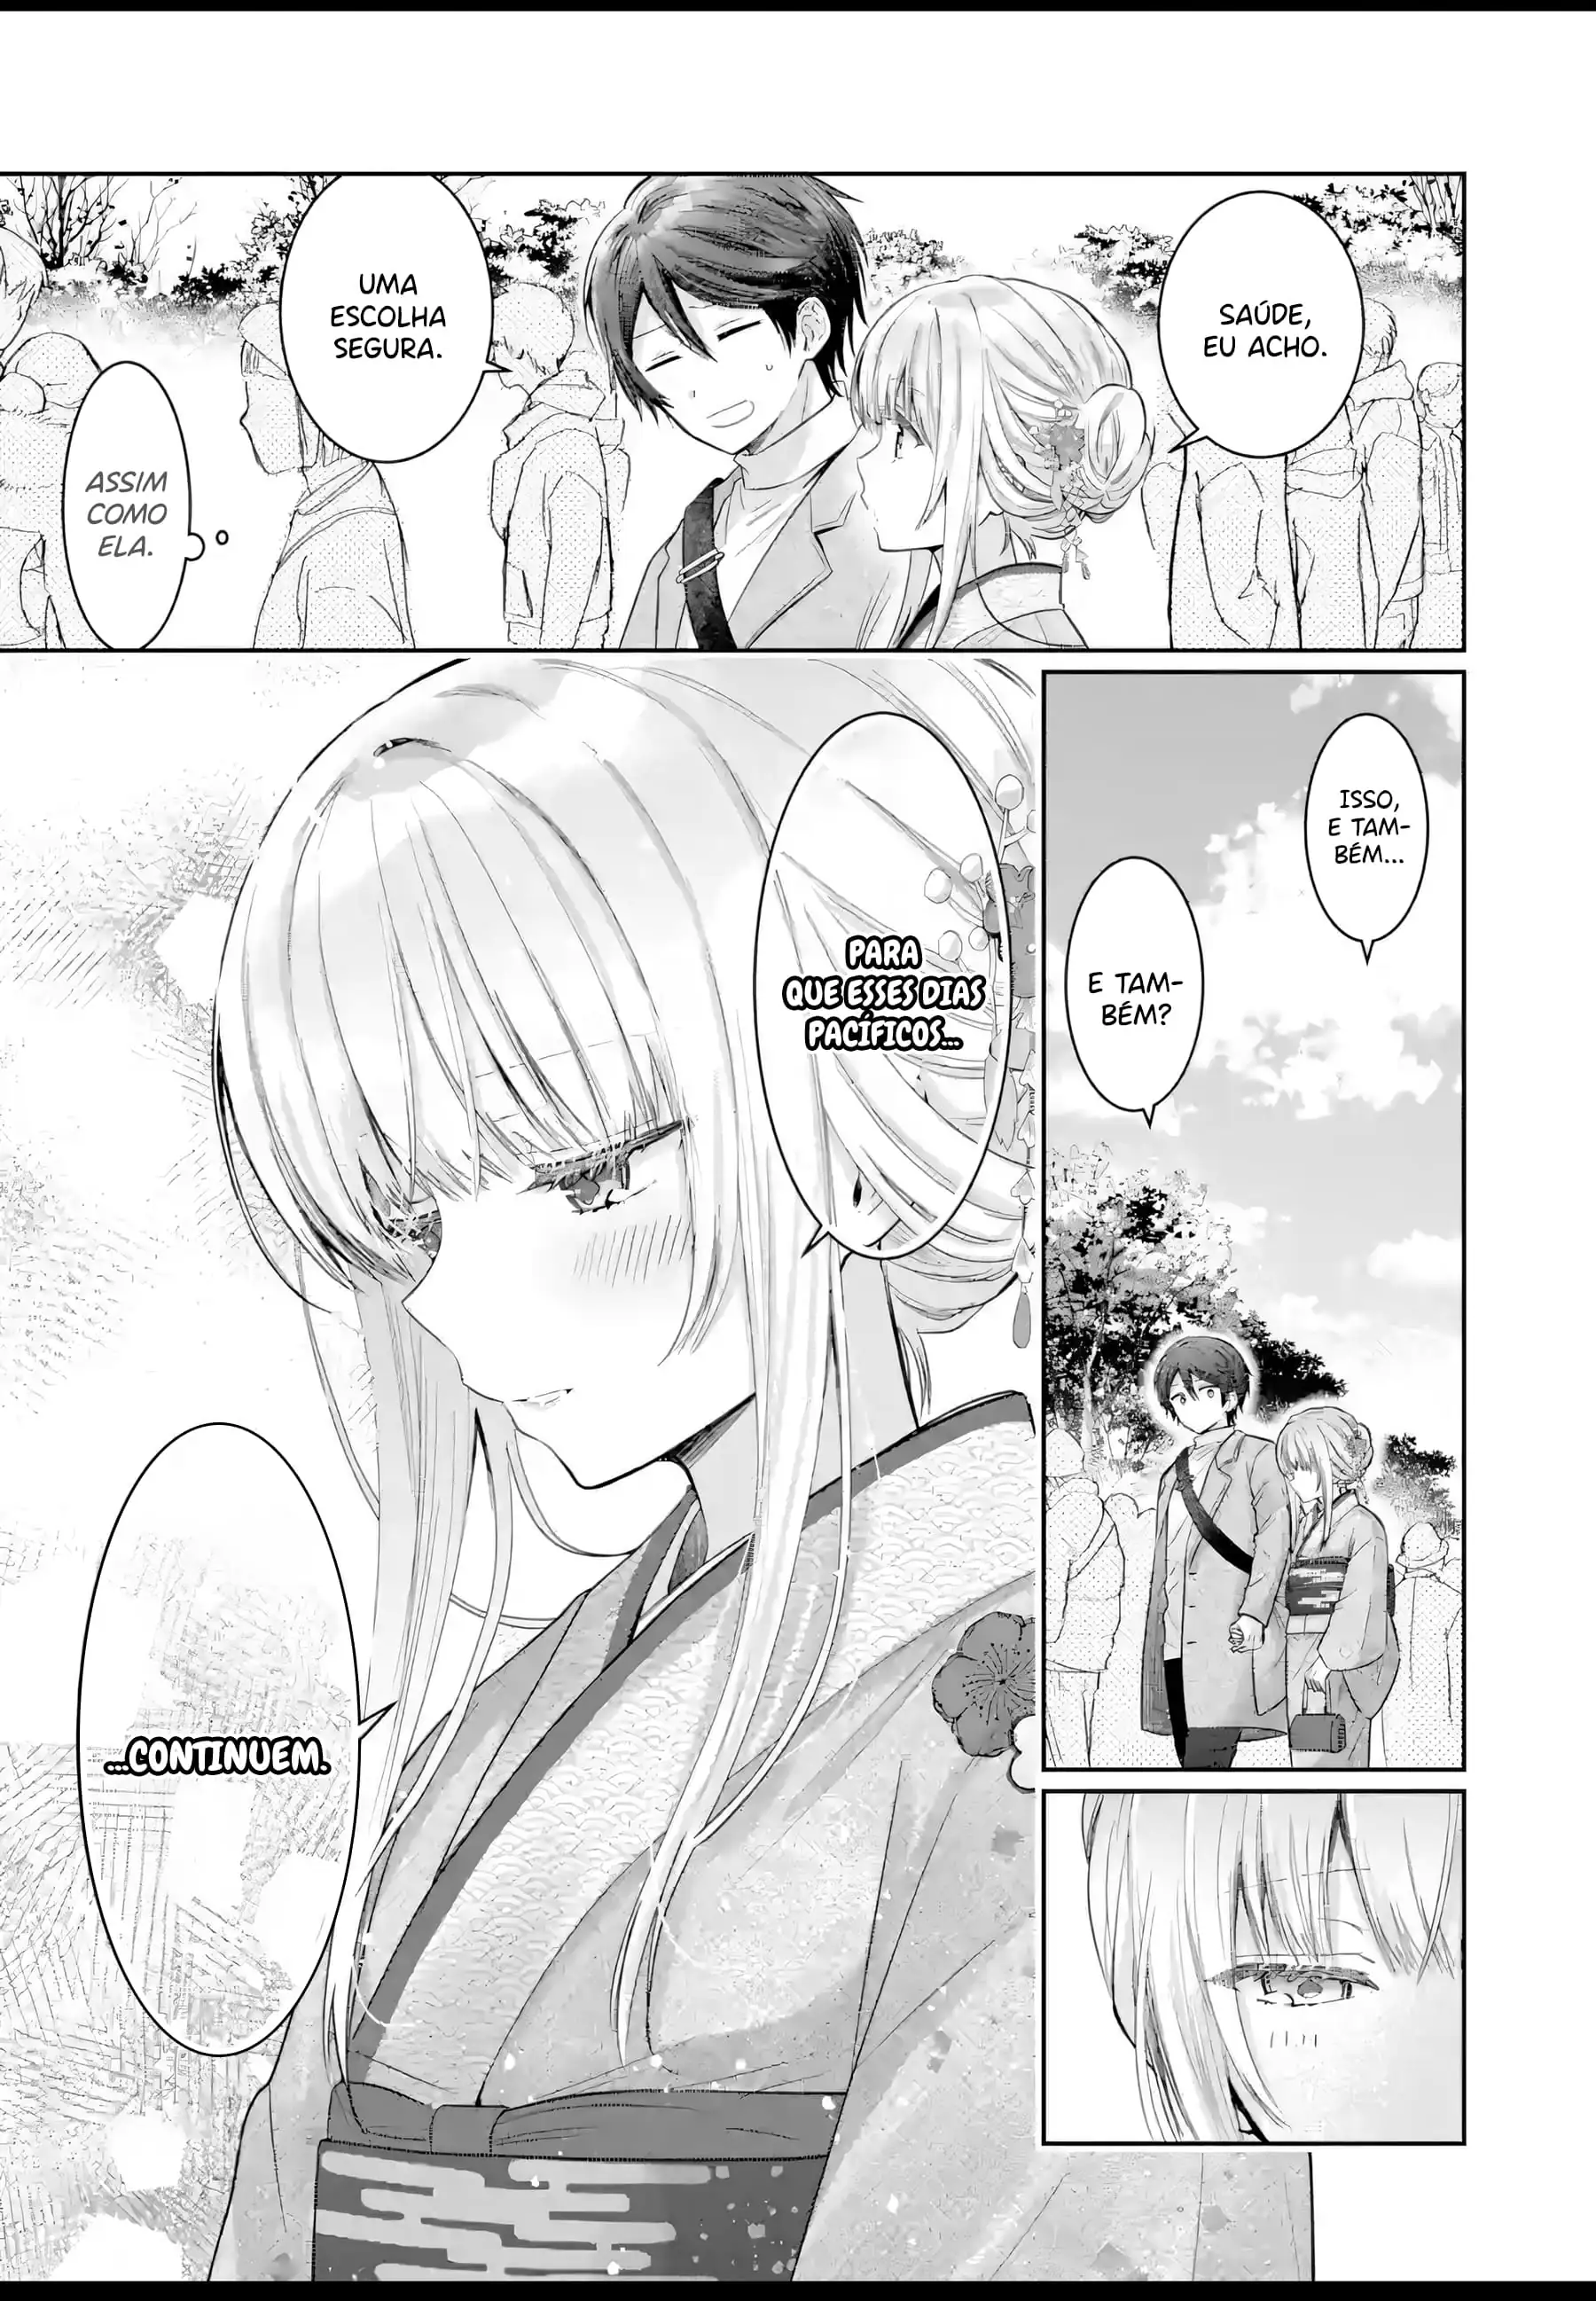 SAÚDE,
EU ACHO.
UMA
ESCOLHA
SEGURA.
ASSIM
COMO
ELA.
ISSO,
E TAM-
BÉM...
E TAM-
BÉM?
PARA
QUE ESSES DIAS
PACÍFICOS...
...CONTINUEM.